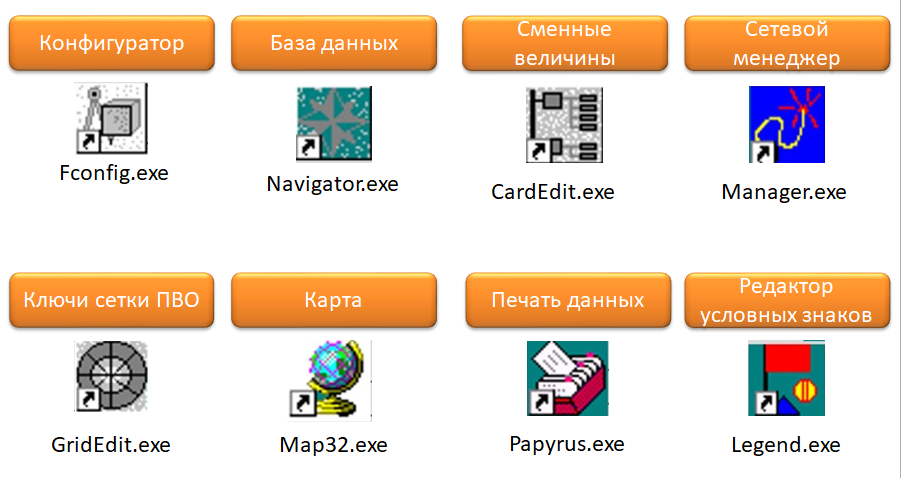 Конфигуратор
База данных
Сменные
величины
Сетевой
менеджер
Fconfig.exe
Navigator.exe
CardEdit.exe
Manager.exe
Ключи сетки ПВО
Карта
Печать данных
Редактор
условных знаков
GridEdit.exe
Map32.exe
Papyrus.exe
Legend.exe